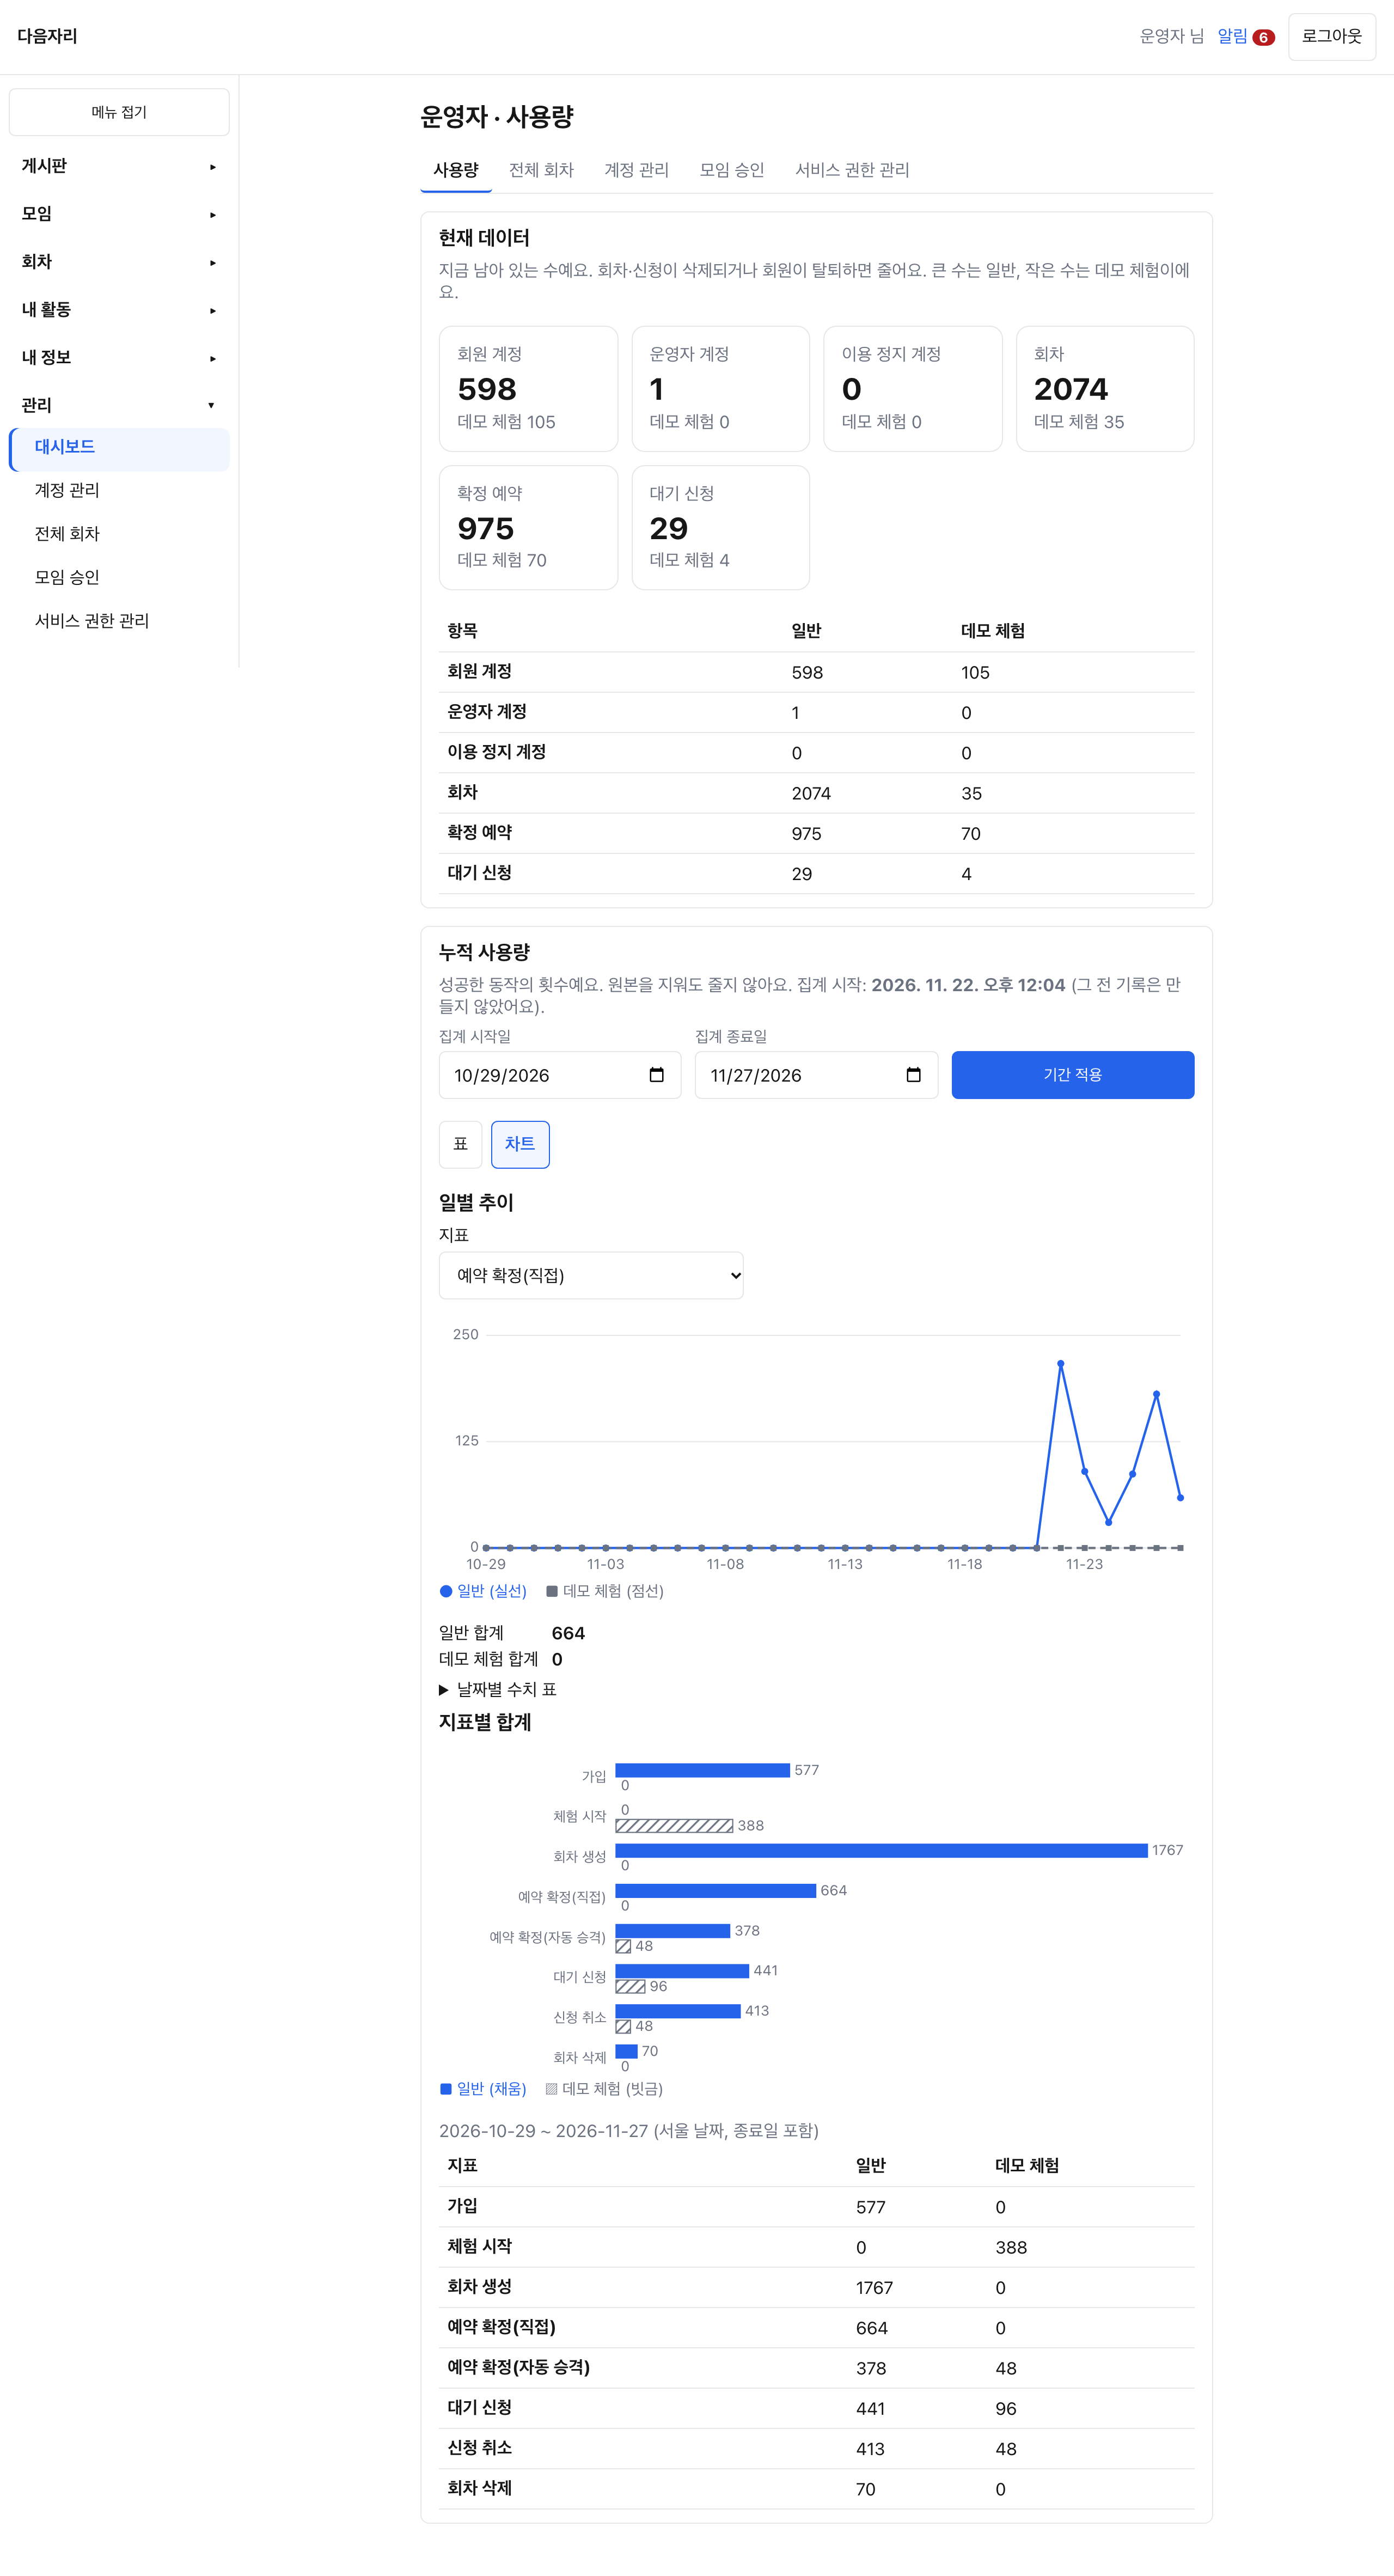 다음자리
운영자 님 알림 6 로그아웃
메뉴 접기
게시판
모임
회차
내 활동
내 정보
관리
대시보드
계정 관리
전체 회차
모임 승인
서비스 권한 관리
운영자 · 사용량
사용량 전체 회차 계정 관리 모임 승인 서비스 권한 관리
현재 데이터
지금 남아 있는 수예요. 회차·신청이 삭제되거나 회원이 탈퇴하면 줄어요. 큰 수는 일반, 작은 수는 데모 체험이에
요.
회원 계정
598
데모 체험 105
운영자 계정
1
데모 체험 0
이용 정지 계정
0
데모 체험 0
회차
2074
데모 체험 35
확정 예약
975
데모 체험 70
대기 신청
29
데모 체험 4
항목 일반 데모 체험
회원 계정 598 105
운영자 계정 1 0
이용 정지 계정 0 0
회차 2074 35
확정 예약 975 70
대기 신청 29 4
누적 사용량
성공한 동작의 횟수예요. 원본을 지워도 줄지 않아요. 집계 시작: 2026. 11. 22. 오후 12:04 (그 전 기록은 만
들지 않았어요).
집계 시작일 집계 종료일
10/29/2026 11/27/2026 기간 적용
표 차트
일별 추이
지표
예약 확정(직접)
250
125
0
10-29 11-03 11-08 11-13 11-18 11-23
일반 (실선) 데모 체험 (점선)
일반 합계 664
데모 체험 합계 0
날짜별 수치 표
지표별 합계
가입 577
0
체험 시작 0
388
회차 생성 1767
0
예약 확정(직접) 664
0
예약 확정(자동 승격) 378
48
대기 신청 441
96
신청 취소 413
48
회차 삭제 70
0
일반 (채움) 데모 체험 (빗금)
2026-10-29 ~ 2026-11-27 (서울 날짜, 종료일 포함)
지표 일반 데모 체험
가입 577 0
체험 시작 0 388
회차 생성 1767 0
예약 확정(직접) 664 0
예약 확정(자동 승격) 378 48
대기 신청 441 96
신청 취소 413 48
회차 삭제 70 0